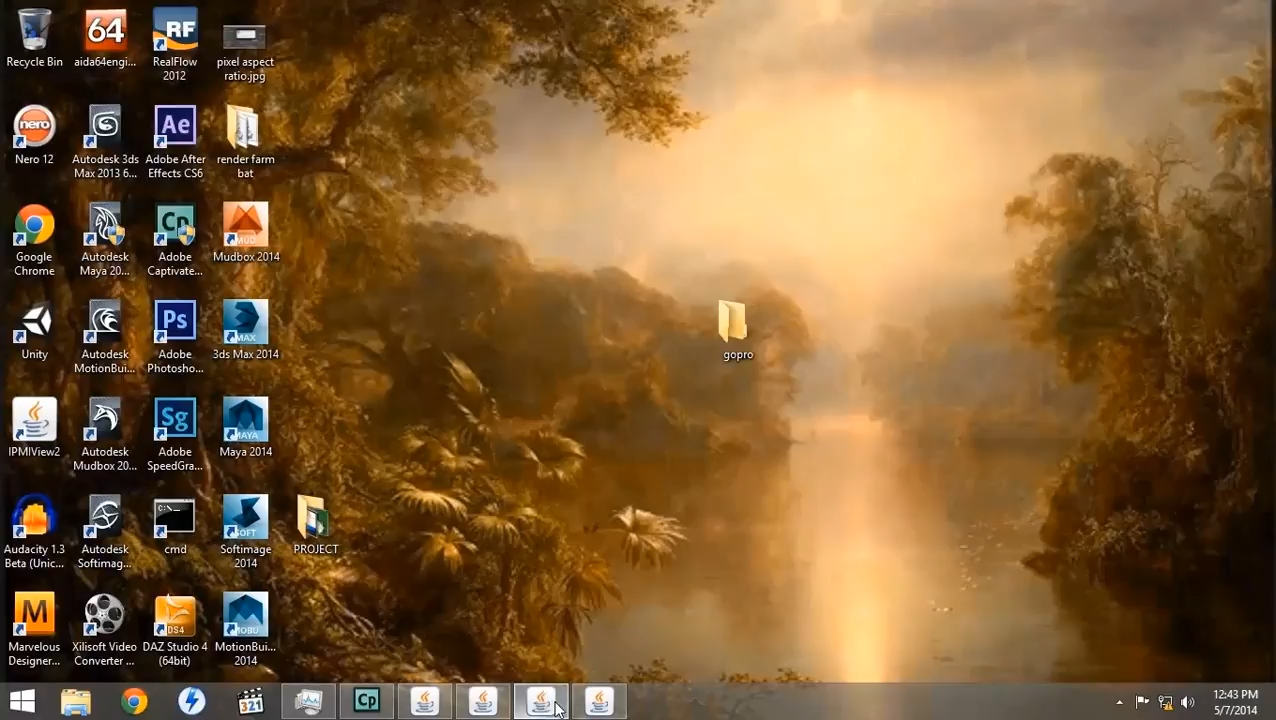 Recycle Bin
64
aida64engi...
RF
RealFlow
2012
pixel aspect
ratio.jpg
nero
Nero 12
Autodesk 3ds
Max 2013 6...
Ae
Adobe After
Effects CS6
render farm
bat
Google
Chrome
Autodesk
Maya 20...
Cp
Adobe
Captivate...
MUD
Mudbox 2014
Unity
Autodesk
MotionBui...
Ps
Adobe
Photosho...
MAX
3ds Max 2014
gopro
IPMIView2
Autodesk
Mudbox 20...
Sg
Adobe
SpeedGra...
MAYA
Maya 2014
Audacity 1.3
Beta (Unic...
Autodesk
Softimag...
C:\_
cmd
SOFT
Softimage
2014
PROJECT
M
Marvelous
Designer...
Xilisoft Video
Converter ...
DS4
DAZ Studio 4
(64bit)
MOBU
MotionBui...
2014
321
Cp
12:43 PM
5/7/2014